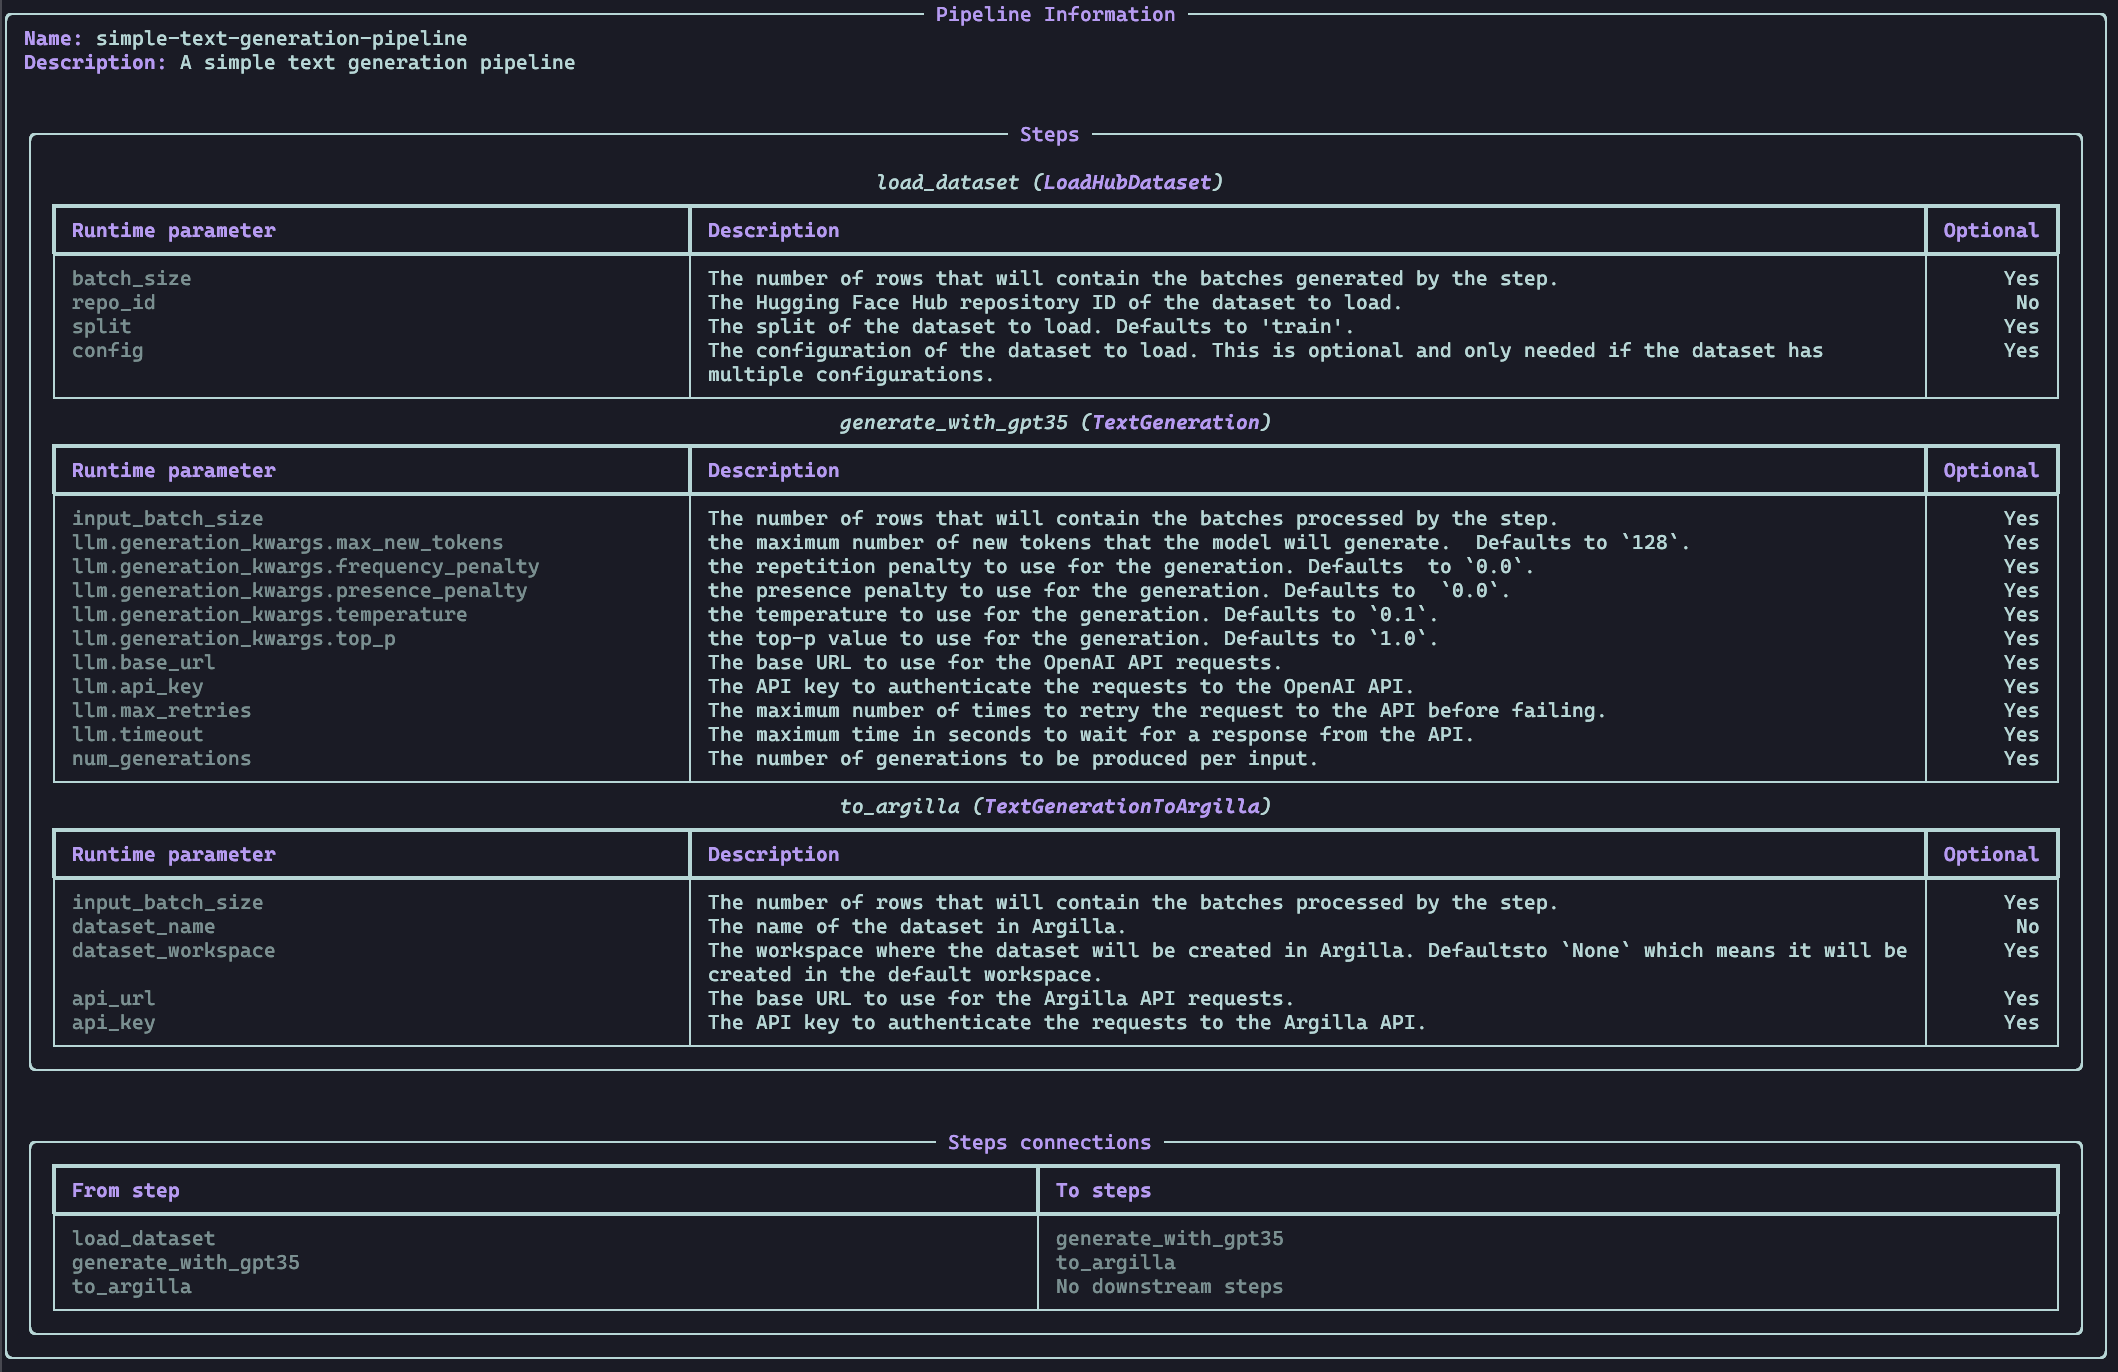 Pipeline Information
Name: simple-text-generation-pipeline
Description: A simple text generation pipeline
Steps
load_dataset (LoadHubDataset)
Runtime parameter Description Optional
batch_size The number of rows that will contain the batches generated by the step. Yes
repo_id The Hugging Face Hub repository ID of the dataset to load. No
split The split of the dataset to load. Defaults to 'train'. Yes
config The configuration of the dataset to load. This is optional and only needed if the dataset has Yes
multiple configurations.
generate_with_gpt35 (TextGeneration)
Runtime parameter Description Optional
input_batch_size The number of rows that will contain the batches processed by the step. Yes
llm.generation_kwargs.max_new_tokens the maximum number of new tokens that the model will generate.  Defaults to `128`. Yes
llm.generation_kwargs.frequency_penalty the repetition penalty to use for the generation. Defaults  to `0.0`. Yes
llm.generation_kwargs.presence_penalty the presence penalty to use for the generation. Defaults to  `0.0`. Yes
llm.generation_kwargs.temperature the temperature to use for the generation. Defaults to `0.1`. Yes
llm.generation_kwargs.top_p the top-p value to use for the generation. Defaults to `1.0`. Yes
llm.base_url The base URL to use for the OpenAI API requests. Yes
llm.api_key The API key to authenticate the requests to the OpenAI API. Yes
llm.max_retries The maximum number of times to retry the request to the API before failing. Yes
llm.timeout The maximum time in seconds to wait for a response from the API. Yes
num_generations The number of generations to be produced per input. Yes
to_argilla (TextGenerationToArgilla)
Runtime parameter Description Optional
input_batch_size The number of rows that will contain the batches processed by the step. Yes
dataset_name The name of the dataset in Argilla. No
dataset_workspace The workspace where the dataset will be created in Argilla. Defaultsto `None` which means it will be Yes
created in the default workspace.
api_url The base URL to use for the Argilla API requests. Yes
api_key The API key to authenticate the requests to the Argilla API. Yes
Steps connections
From step To steps
load_dataset generate_with_gpt35
generate_with_gpt35 to_argilla
to_argilla No downstream steps